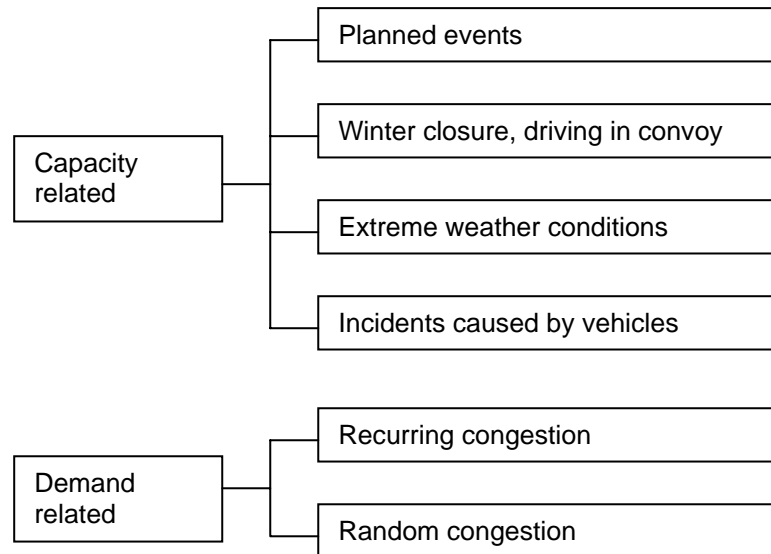 Capacity
related
Planned events
Winter closure, driving in convoy
Extreme weather conditions
Incidents caused by vehicles
Demand
related
Recurring congestion
Random congestion